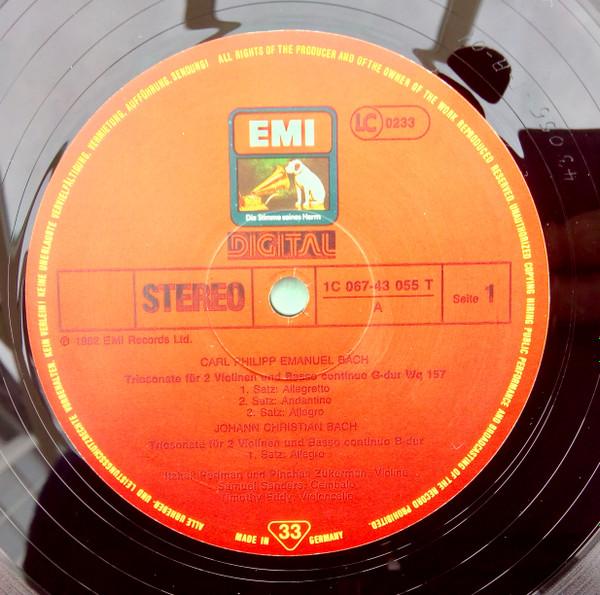 ALLE URHEBER- UND LEISTUNGSSCHUTZRECHTE VORBEHALTEN. KEIN VERLEIH! KEINE UNERLAUBTE VERVIELFÄLTIGUNG, VERMIETUNG, AUFFÜHRUNG, SENDUNG! ALL RIGHTS OF THE PRODUCER AND OF THE OWNER OF THE WORK REPRODUCED RESERVED UNAUTHORIZED COPYING HIRING PUBLIC PERFORMANCE AND BROADCASTING OF THE RECORD PROHIBITED
EMI
LC 0233
Die Stimme seines Herrn
DIGITAL
STEREO
1C 067-43 055 T
A
Seite 1
℗ 1982 EMI Records Ltd.
CARL PHILIPP EMANUEL BACH
Triosonate für 2 Violinen und Basso continuo G-dur Wq 157
1. Satz: Allegretto
2. Satz: Andantino
2. Satz: Allegro
JOHANN CHRISTIAN BACH
Triosonate für 2 Violinen und Basso continuo B-dur
1. Satz: Allegro
Itzhak Perlman und Pinchas Zukerman, Violine
Samuel Sanders, Cembalo
Timothy Eddy, Violoncello
MADE IN 33 GERMANY